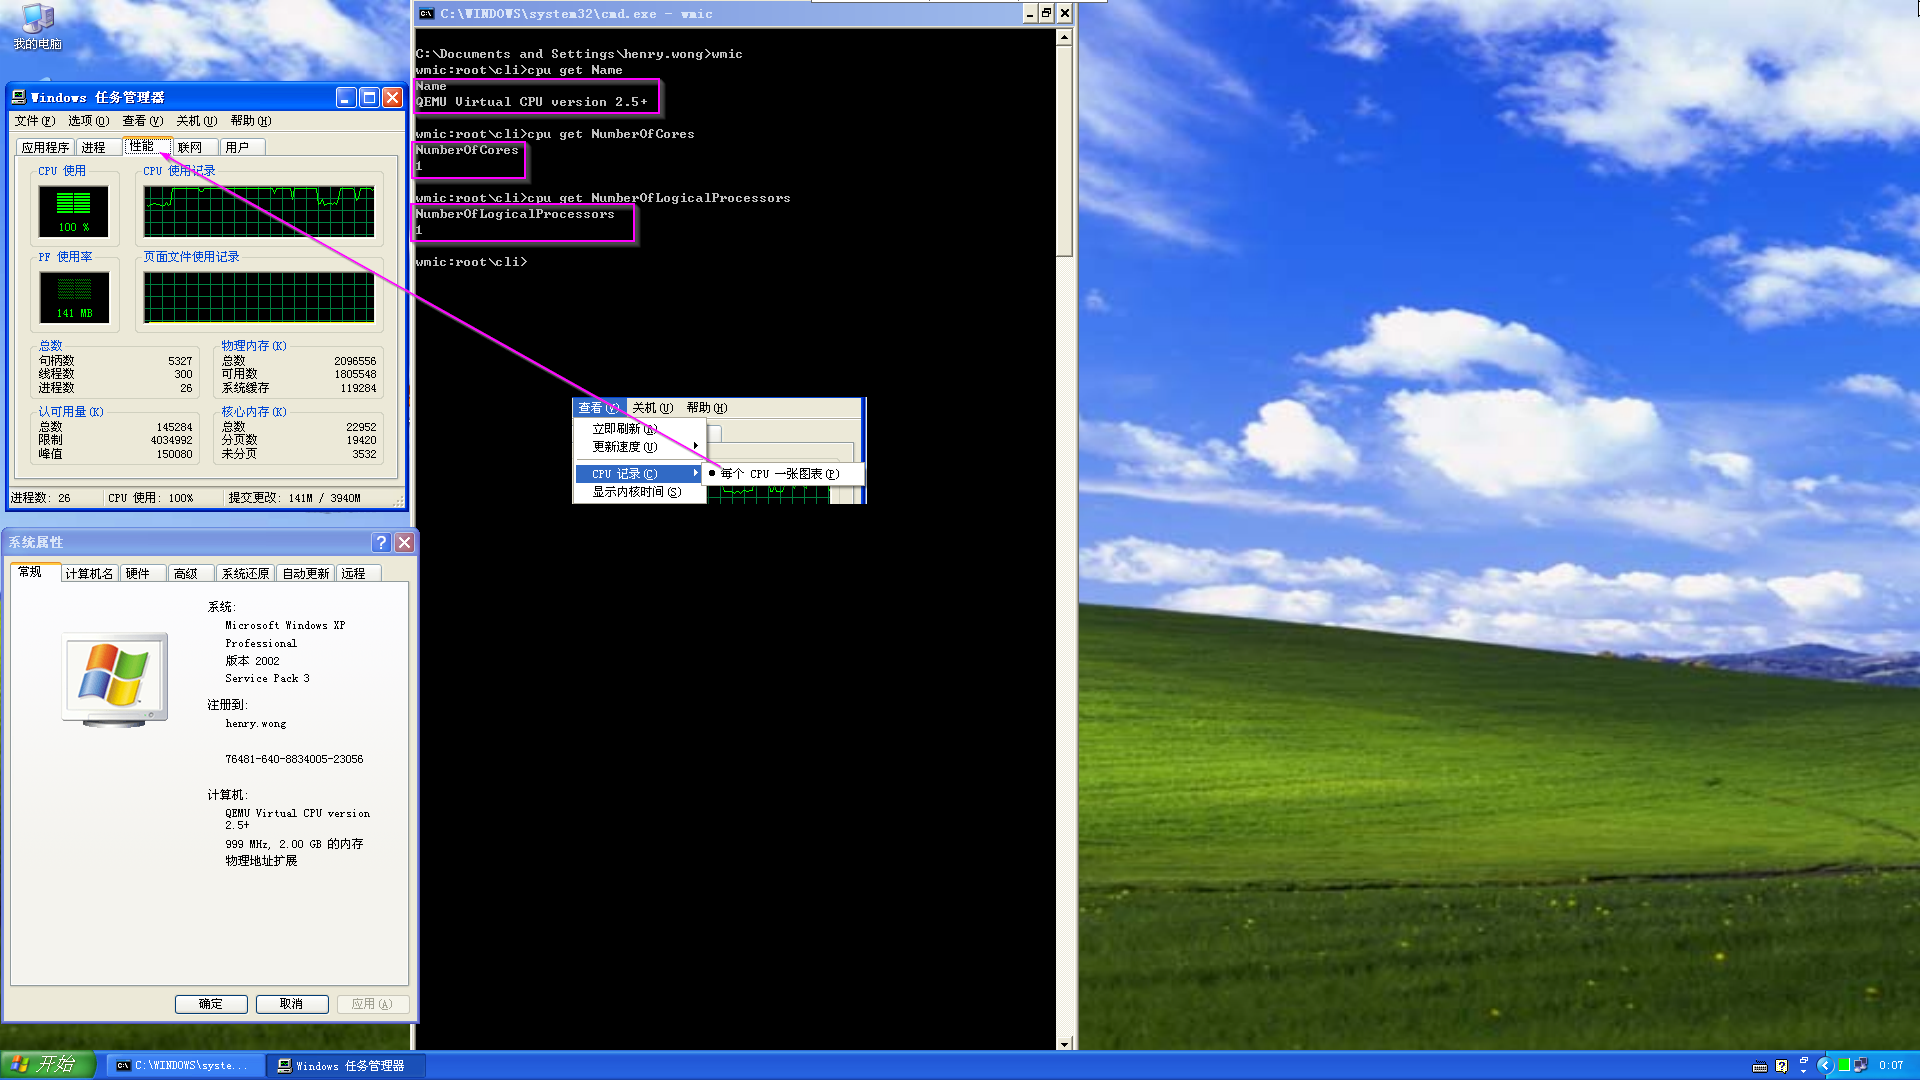 我的电脑
Windows 任务管理器
文件(F) 选项(O) 查看(V) 关机(U) 帮助(H)
应用程序 进程 性能 联网 用户
CPU 使用 CPU 使用记录
100 %
PF 使用率 页面文件使用记录
141 MB
总数
句柄数 5327
线程数 300
进程数 26
物理内存(K)
总数 2096556
可用数 1805548
系统缓存 119284
认可用量(K)
总数 145284
限制 4034992
峰值 150080
核心内存(K)
总数 22952
分页数 19420
未分页 3532
进程数: 26 CPU 使用: 100% 提交更改: 141M / 3940M
系统属性
常规 计算机名 硬件 高级 系统还原 自动更新 远程
系统:
Microsoft Windows XP
Professional
版本 2002
Service Pack 3
注册到:
henry.wong
76481-640-8834005-23056
计算机:
QEMU Virtual CPU version
2.5+
999 MHz, 2.00 GB 的内存
物理地址扩展
确定 取消 应用(A)
C:\WINDOWS\system32\cmd.exe - wmic
C:\Documents and Settings\henry.wong>wmic
wmic:root\cli>cpu get Name
Name
QEMU Virtual CPU version 2.5+
wmic:root\cli>cpu get NumberOfCores
NumberOfCores
1
wmic:root\cli>cpu get NumberOfLogicalProcessors
NumberOfLogicalProcessors
1
wmic:root\cli>
查看(V) 关机(U) 帮助(H)
立即刷新(R)
更新速度(U)
CPU 记录(C) 每个 CPU 一张图表(P)
显示内核时间(S)
开始 C:\WINDOWS\syste... Windows 任务管理器 0:07